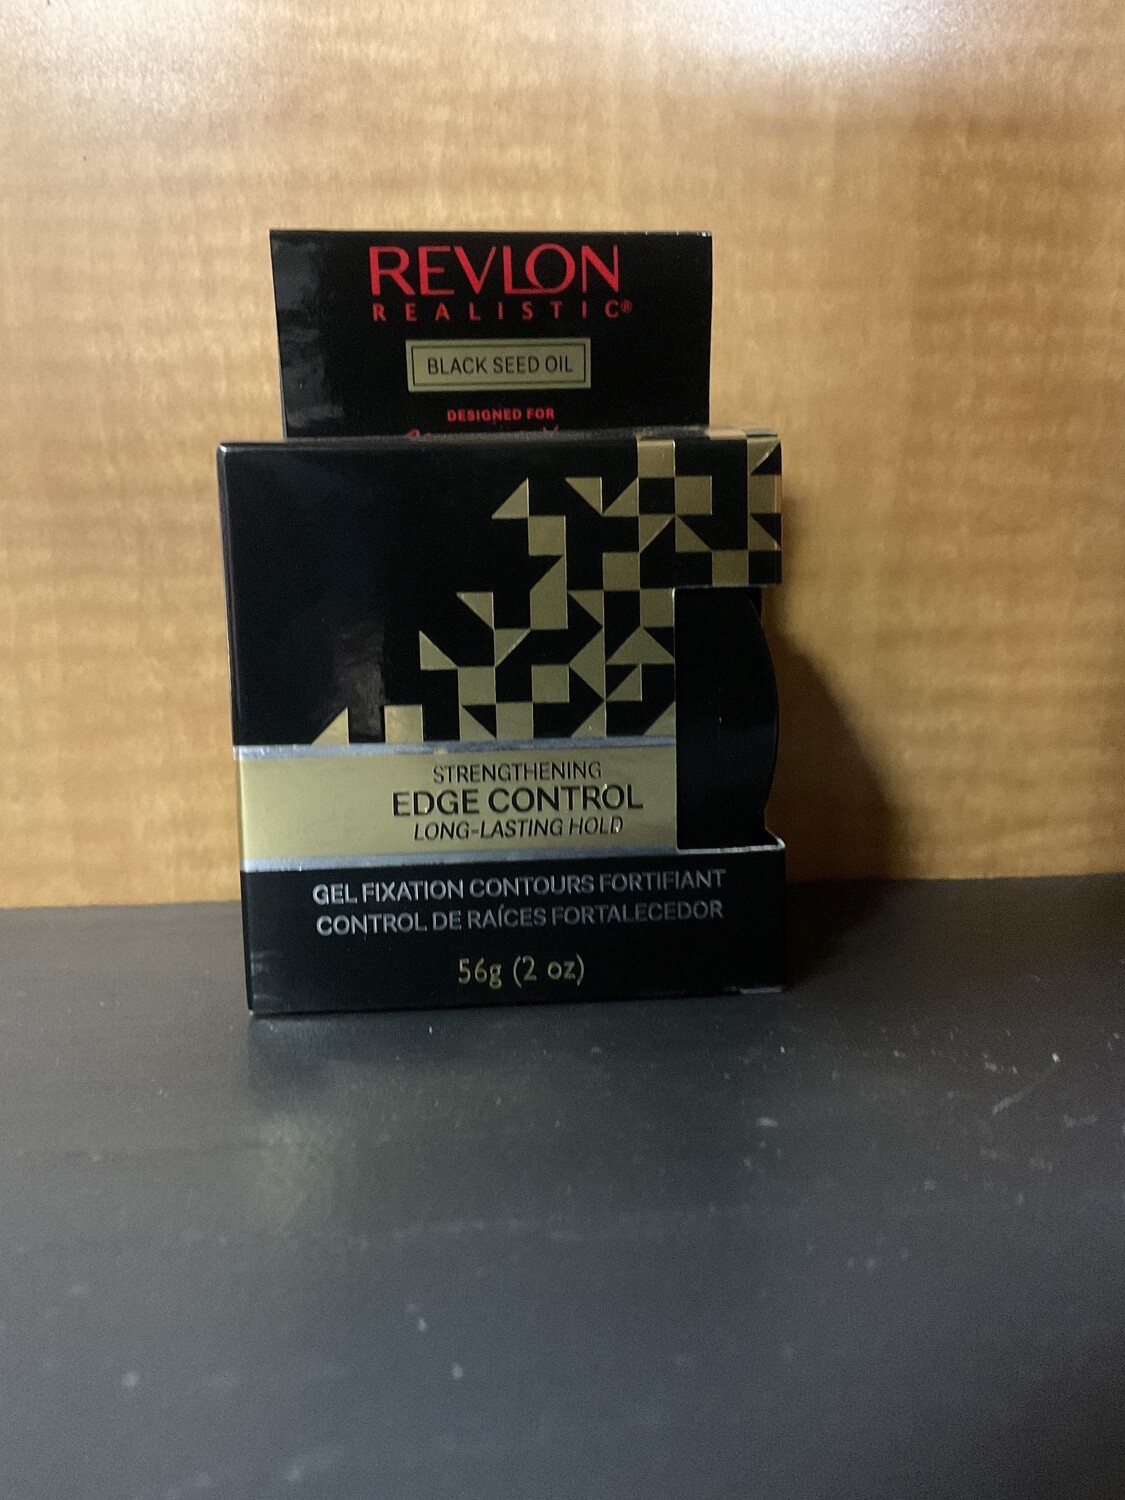 REVLON
REALISTIC®
BLACK SEED OIL
DESIGNED FOR
STRENGTHENING
EDGE CONTROL
LONG-LASTING HOLD
GEL FIXATION CONTOURS FORTIFIANT
CONTROL DE RAÍCES FORTALECEDOR
56g (2 oz)